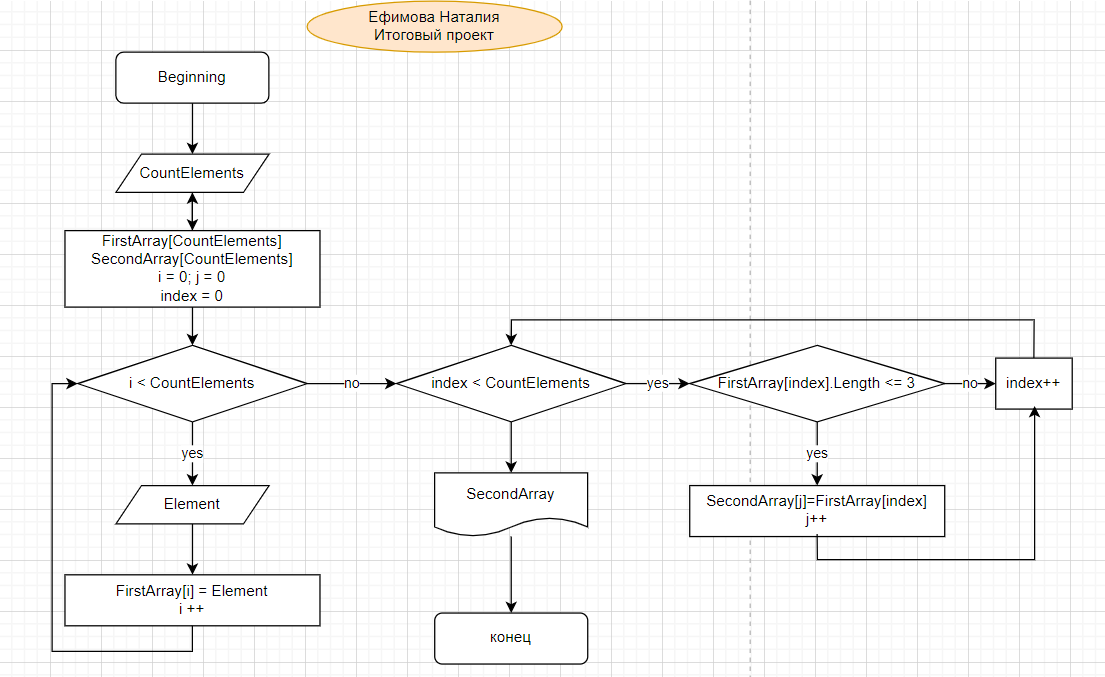 Ефимова Наталия
Итоговый проект
Beginning
CountElements
FirstArray[CountElements]
SecondArray[CountElements]
i = 0; j = 0
index = 0
i < CountElements
no
index < CountElements
yes
FirstArray[index].Length <= 3
no
index++
yes
Element
FirstArray[i] = Element
i ++
SecondArray
конец
yes
SecondArray[j]=FirstArray[index]
j++